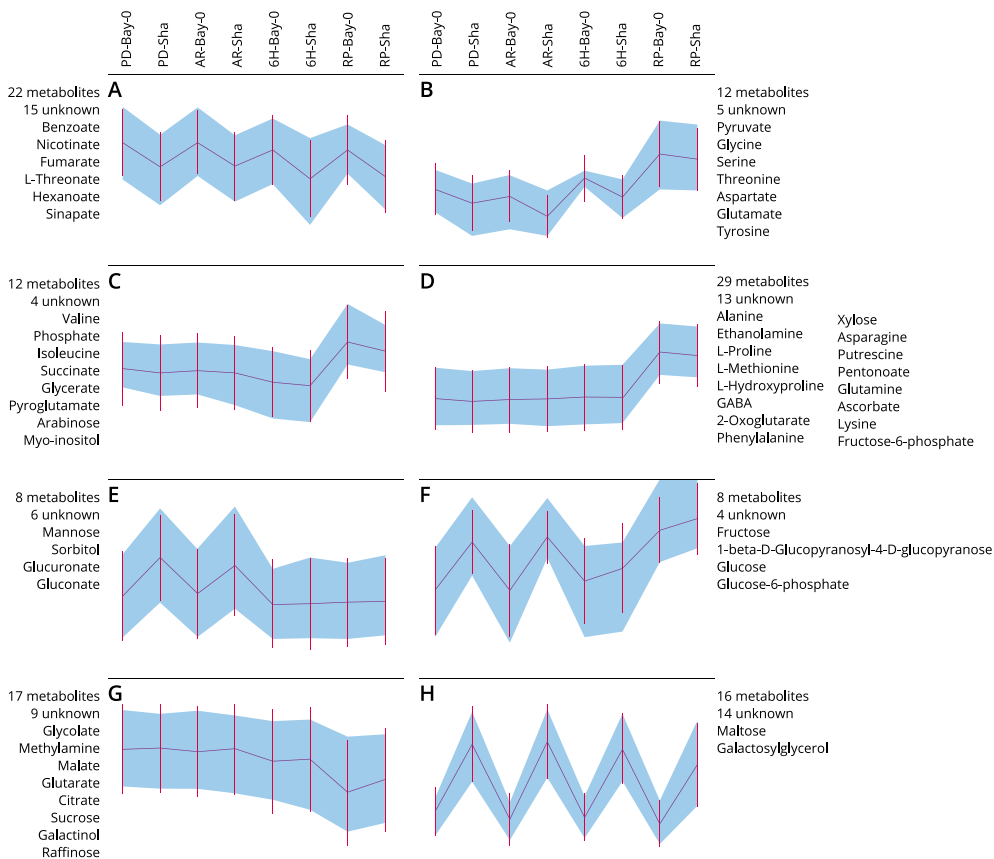 PD-Bay-0
PD-Sha
AR-Bay-0
AR-Sha
6H-Bay-0
6H-Sha
RP-Bay-0
RP-Sha
PD-Bay-0
PD-Sha
AR-Bay-0
AR-Sha
6H-Bay-0
6H-Sha
RP-Bay-0
RP-Sha
A
22 metabolites
15 unknown
Benzoate
Nicotinate
Fumarate
L-Threonate
Hexanoate
Sinapate
B
12 metabolites
5 unknown
Pyruvate
Glycine
Serine
Threonine
Aspartate
Glutamate
Tyrosine
C
12 metabolites
4 unknown
Valine
Phosphate
Isoleucine
Succinate
Glycerate
Pyroglutamate
Arabinose
Myo-inositol
D
29 metabolites
13 unknown
Alanine
Ethanolamine
L-Proline
L-Methionine
L-Hydroxyproline
GABA
2-Oxoglutarate
Phenylalanine
Xylose
Asparagine
Putrescine
Pentonoate
Glutamine
Ascorbate
Lysine
Fructose-6-phosphate
E
8 metabolites
6 unknown
Mannose
Sorbitol
Glucuronate
Gluconate
F
8 metabolites
4 unknown
Fructose
1-beta-D-Glucopyranosyl-4-D-glucopyranose
Glucose
Glucose-6-phosphate
G
17 metabolites
9 unknown
Glycolate
Methylamine
Malate
Glutarate
Citrate
Sucrose
Galactinol
Raffinose
H
16 metabolites
14 unknown
Maltose
Galactosylglycerol